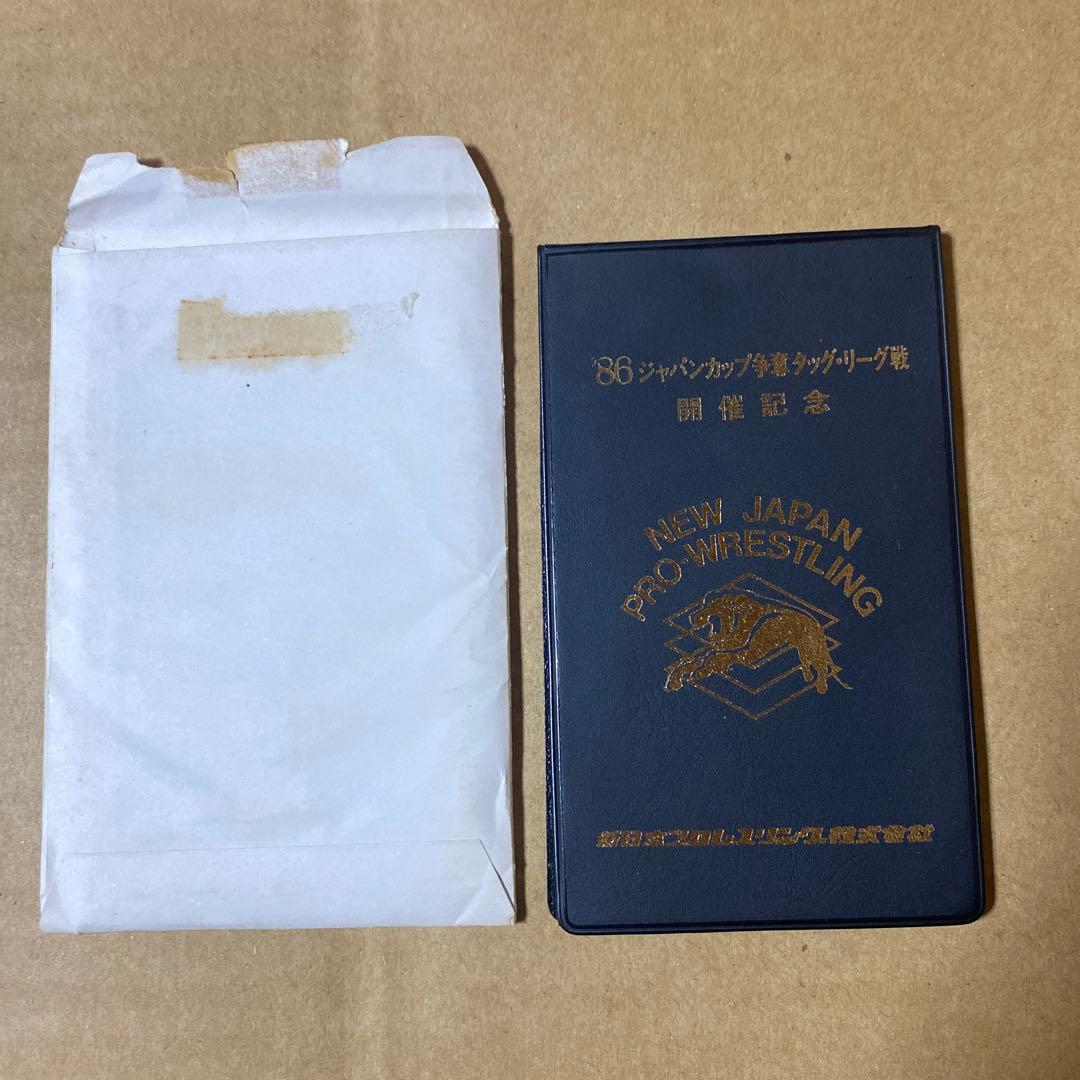 '86 ジャパンカップ争奪タッグ・リーグ戦
開催記念
NEW JAPAN
PRO-WRESTLING
新日本プロレスリング株式会社